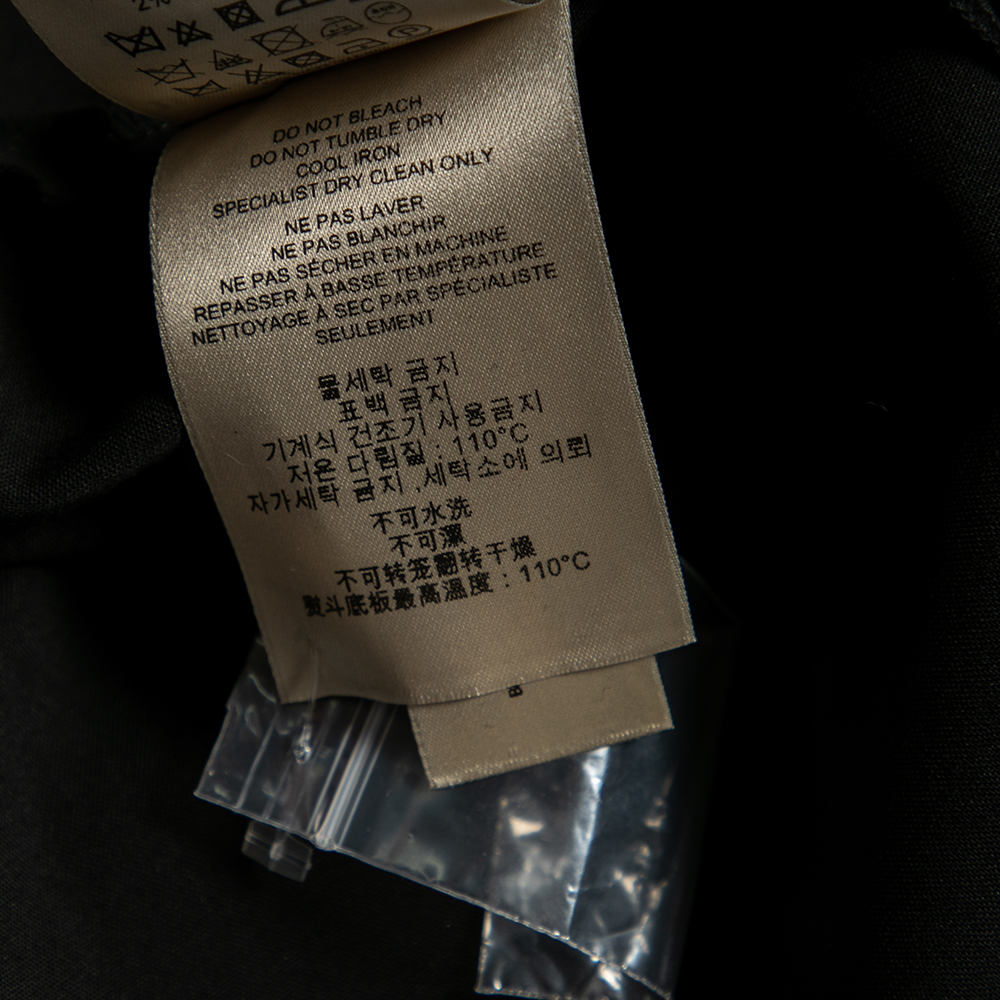 2%
DO NOT BLEACH
DO NOT TUMBLE DRY
COOL IRON
SPECIALIST DRY CLEAN ONLY
NE PAS LAVER
NE PAS BLANCHIR
NE PAS SÉCHER EN MACHINE
REPASSER À BASSE TEMPÉRATURE
NETTOYAGE À SEC PAR SPÉCIALISTE
SEULEMENT
물세탁 금지
표백 금지
기계식 건조기 사용금지
저온 다림질 : 110°C
자가세탁 금지 ,세탁소에 의뢰
不可水洗
不可漂
不可转笼翻转干燥
熨斗底板最高溫度 : 110°C